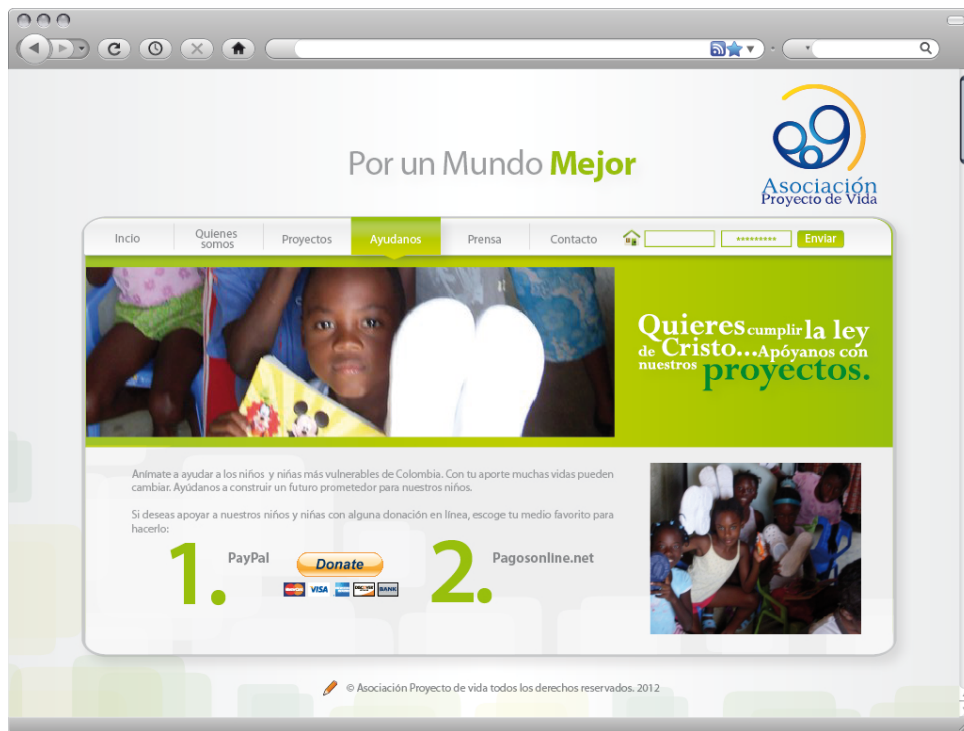 Asociación
Proyecto de Vida
Por un Mundo Mejor
Incio
Quienes
somos
Proyectos
Ayudanos
Prensa
Contacto
*********
Enviar
Quieres cumplir la ley
de Cristo...Apóyanos con
nuestros proyectos.
Anímate a ayudar a los niños y niñas más vulnerables de Colombia. Con tu aporte muchas vidas pueden
cambiar. Ayúdanos a construir un futuro prometedor para nuestros niños.
Si deseas apoyar a nuestros niños y niñas con alguna donación en línea, escoge tu medio favorito para
hacerlo:
1. PayPal
Donate
MasterCard VISA DISCOVER BANK
2. Pagosonline.net
© Asociación Proyecto de vida todos los derechos reservados. 2012